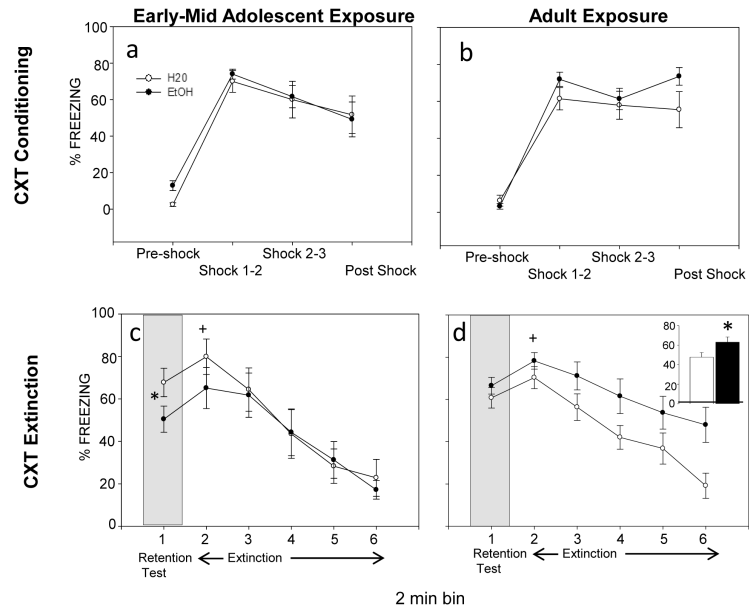 Early-Mid Adolescent Exposure
Adult Exposure
CXT Conditioning
% FREEZING
100
80
60
40
20
0
a
H20
EtOH
b
Pre-shock
Shock 1-2
Shock 2-3
Post Shock
Pre-shock
Shock 1-2
Shock 2-3
Post Shock
CXT Extinction
% FREEZING
100
80
60
40
20
0
c
+
*
d
+
80
60
40
20
0
*
1 2 3 4 5 6
Retention Test
Extinction
1 2 3 4 5 6
Retention Test
Extinction
2 min bin